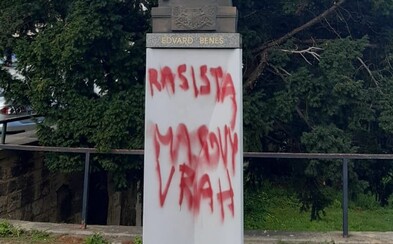 EDVARD BENEŠ
RASISTA
MASOVÝ
VRAH